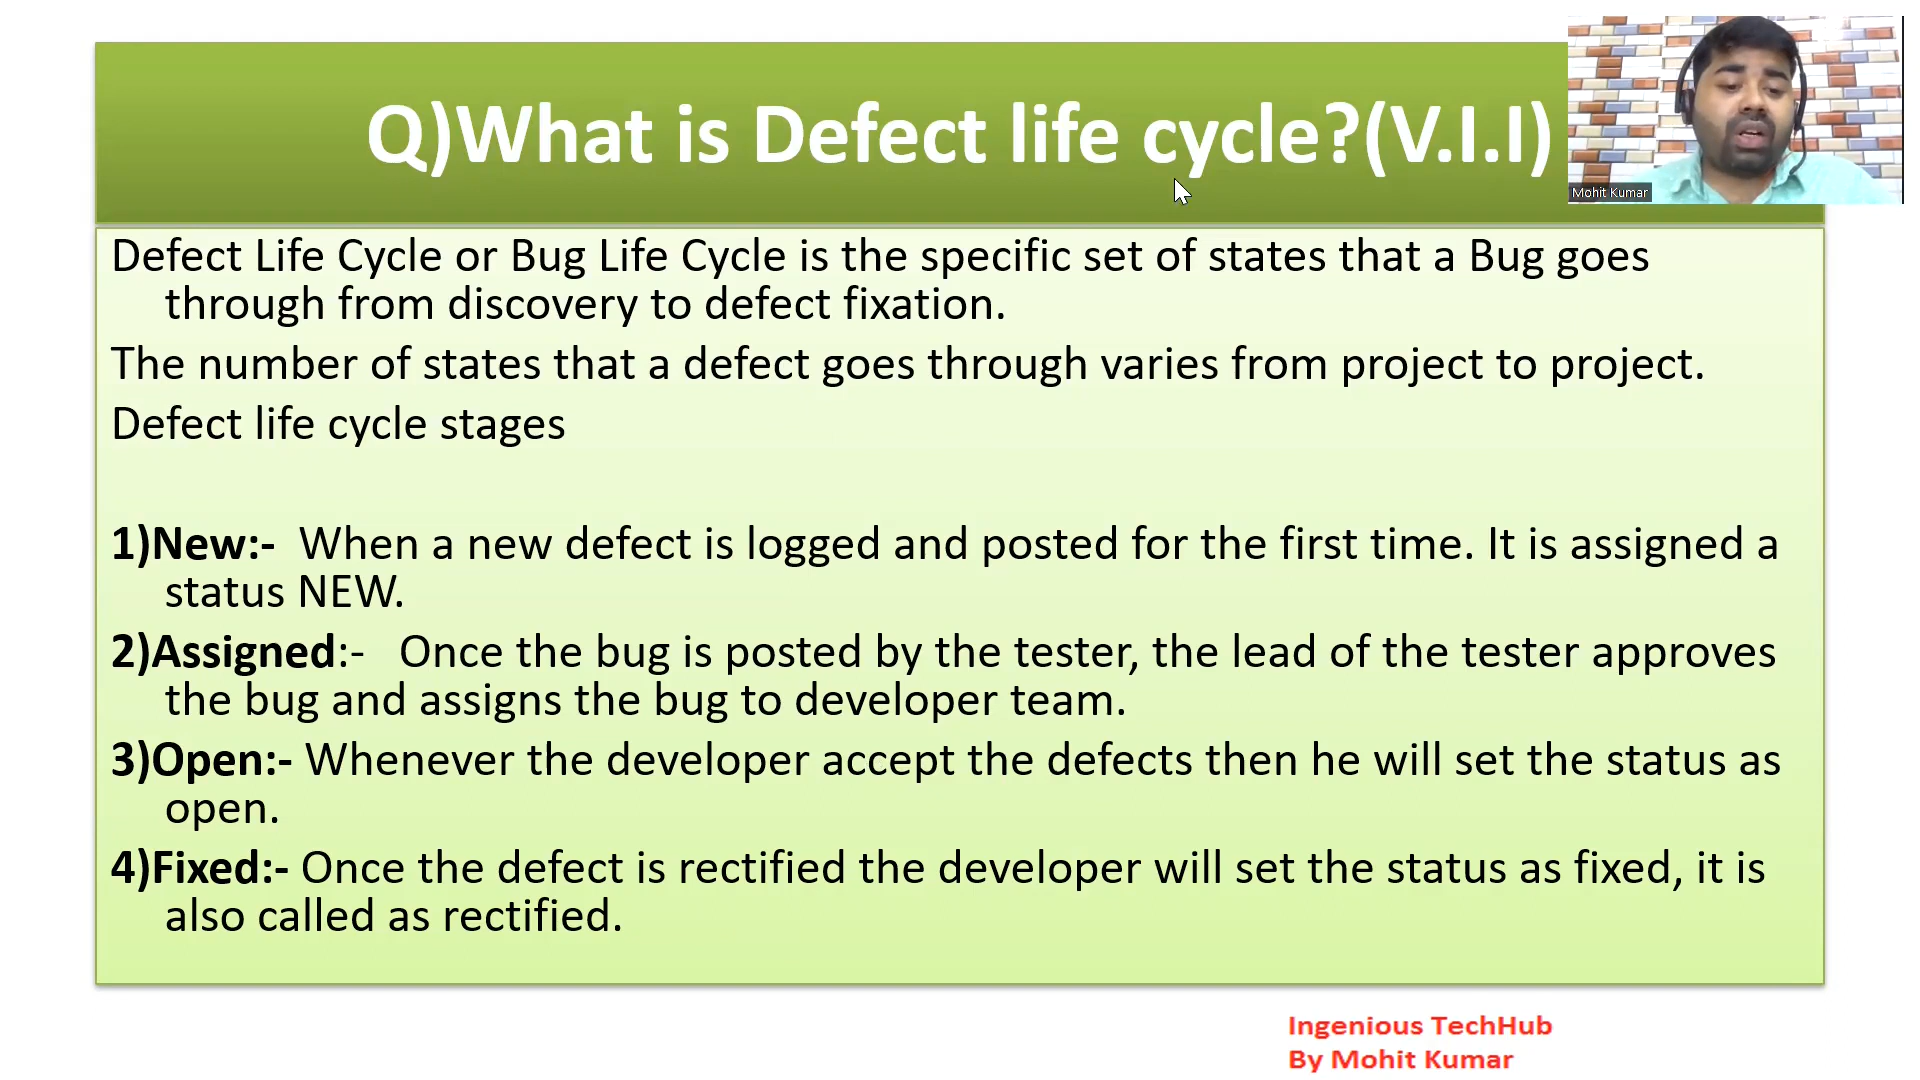 Q)What is Defect life cycle?(V.I.I)
Mohit Kumar
Defect Life Cycle or Bug Life Cycle is the specific set of states that a Bug goes
through from discovery to defect fixation.
The number of states that a defect goes through varies from project to project.
Defect life cycle stages
1)New:- When a new defect is logged and posted for the first time. It is assigned a
status NEW.
2)Assigned:- Once the bug is posted by the tester, the lead of the tester approves
the bug and assigns the bug to developer team.
3)Open:- Whenever the developer accept the defects then he will set the status as
open.
4)Fixed:- Once the defect is rectified the developer will set the status as fixed, it is
also called as rectified.
Ingenious TechHub
By Mohit Kumar